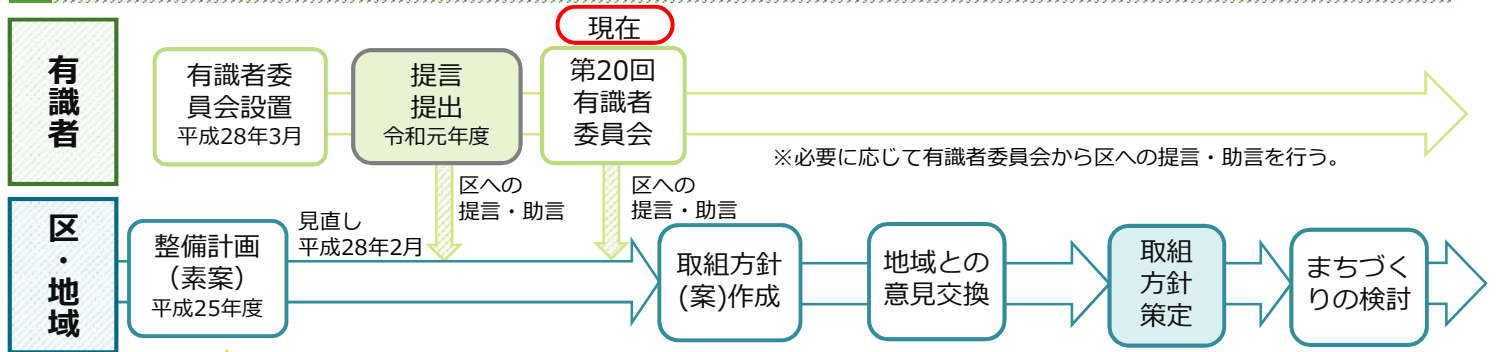 有識者
現在
有識者委
員会設置
平成28年3月
提言
提出
令和元年度
第20回
有識者
委員会
※必要に応じて有識者委員会から区への提言・助言を行う。
区への
提言・助言
区への
提言・助言
区・地域
整備計画
（素案）
平成25年度
見直し
平成28年2月
取組方針
(案)作成
地域との
意見交換
取組
方針
策定
まちづく
りの検討